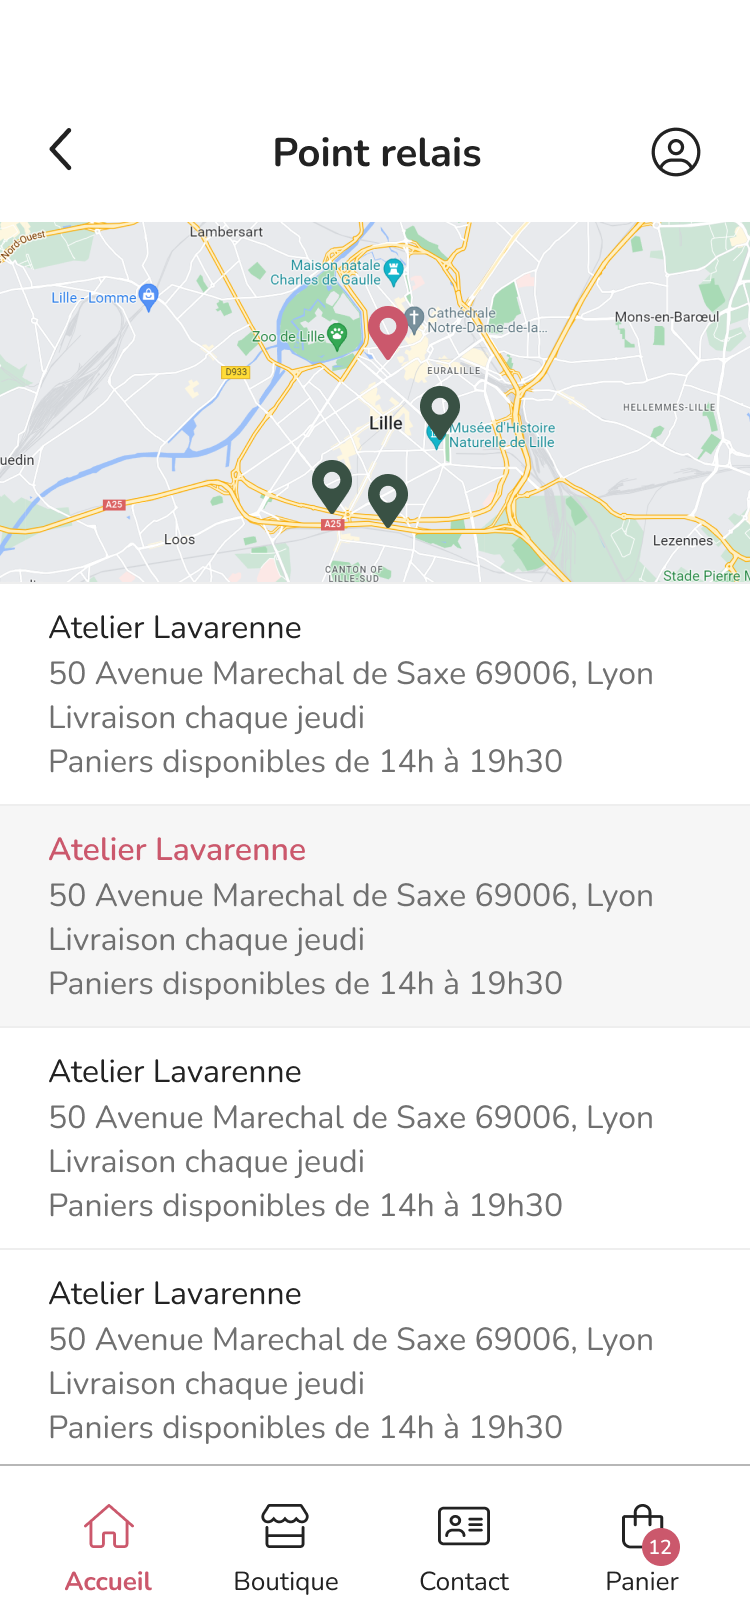 Point relais
Nord-Ouest
Lambersart
Maison natale
Charles de Gaulle
Lille - Lomme
Cathédrale
Notre-Dame-de-la...
Mons-en-Barœul
Zoo de Lille
D933
EURALILLE
HELLEMMES-LILLE
Lille
Musée d'Histoire
Naturelle de Lille
uedin
A25
A25
Loos
Lezennes
CANTON OF
LILLE-SUD
Stade Pierre M
Atelier Lavarenne
50 Avenue Marechal de Saxe 69006, Lyon
Livraison chaque jeudi
Paniers disponibles de 14h à 19h30
Atelier Lavarenne
50 Avenue Marechal de Saxe 69006, Lyon
Livraison chaque jeudi
Paniers disponibles de 14h à 19h30
Atelier Lavarenne
50 Avenue Marechal de Saxe 69006, Lyon
Livraison chaque jeudi
Paniers disponibles de 14h à 19h30
Atelier Lavarenne
50 Avenue Marechal de Saxe 69006, Lyon
Livraison chaque jeudi
Paniers disponibles de 14h à 19h30
12
Accueil
Boutique
Contact
Panier